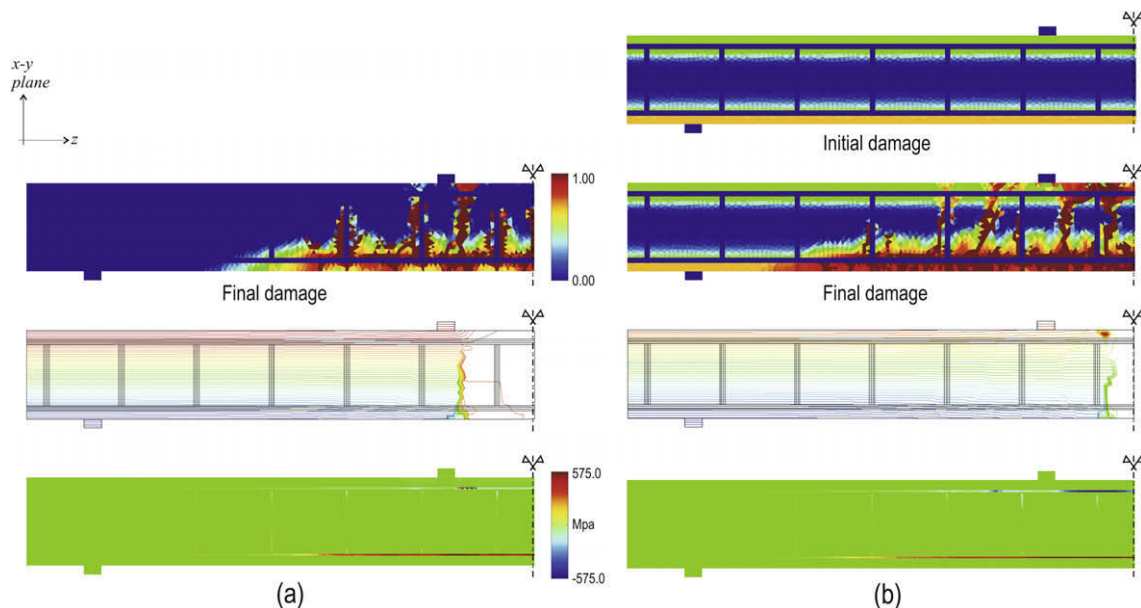 x-y
plane
z
Initial damage
1.00
0.00
Final damage
Final damage
575.0
Mpa
-575.0
(a)
(b)